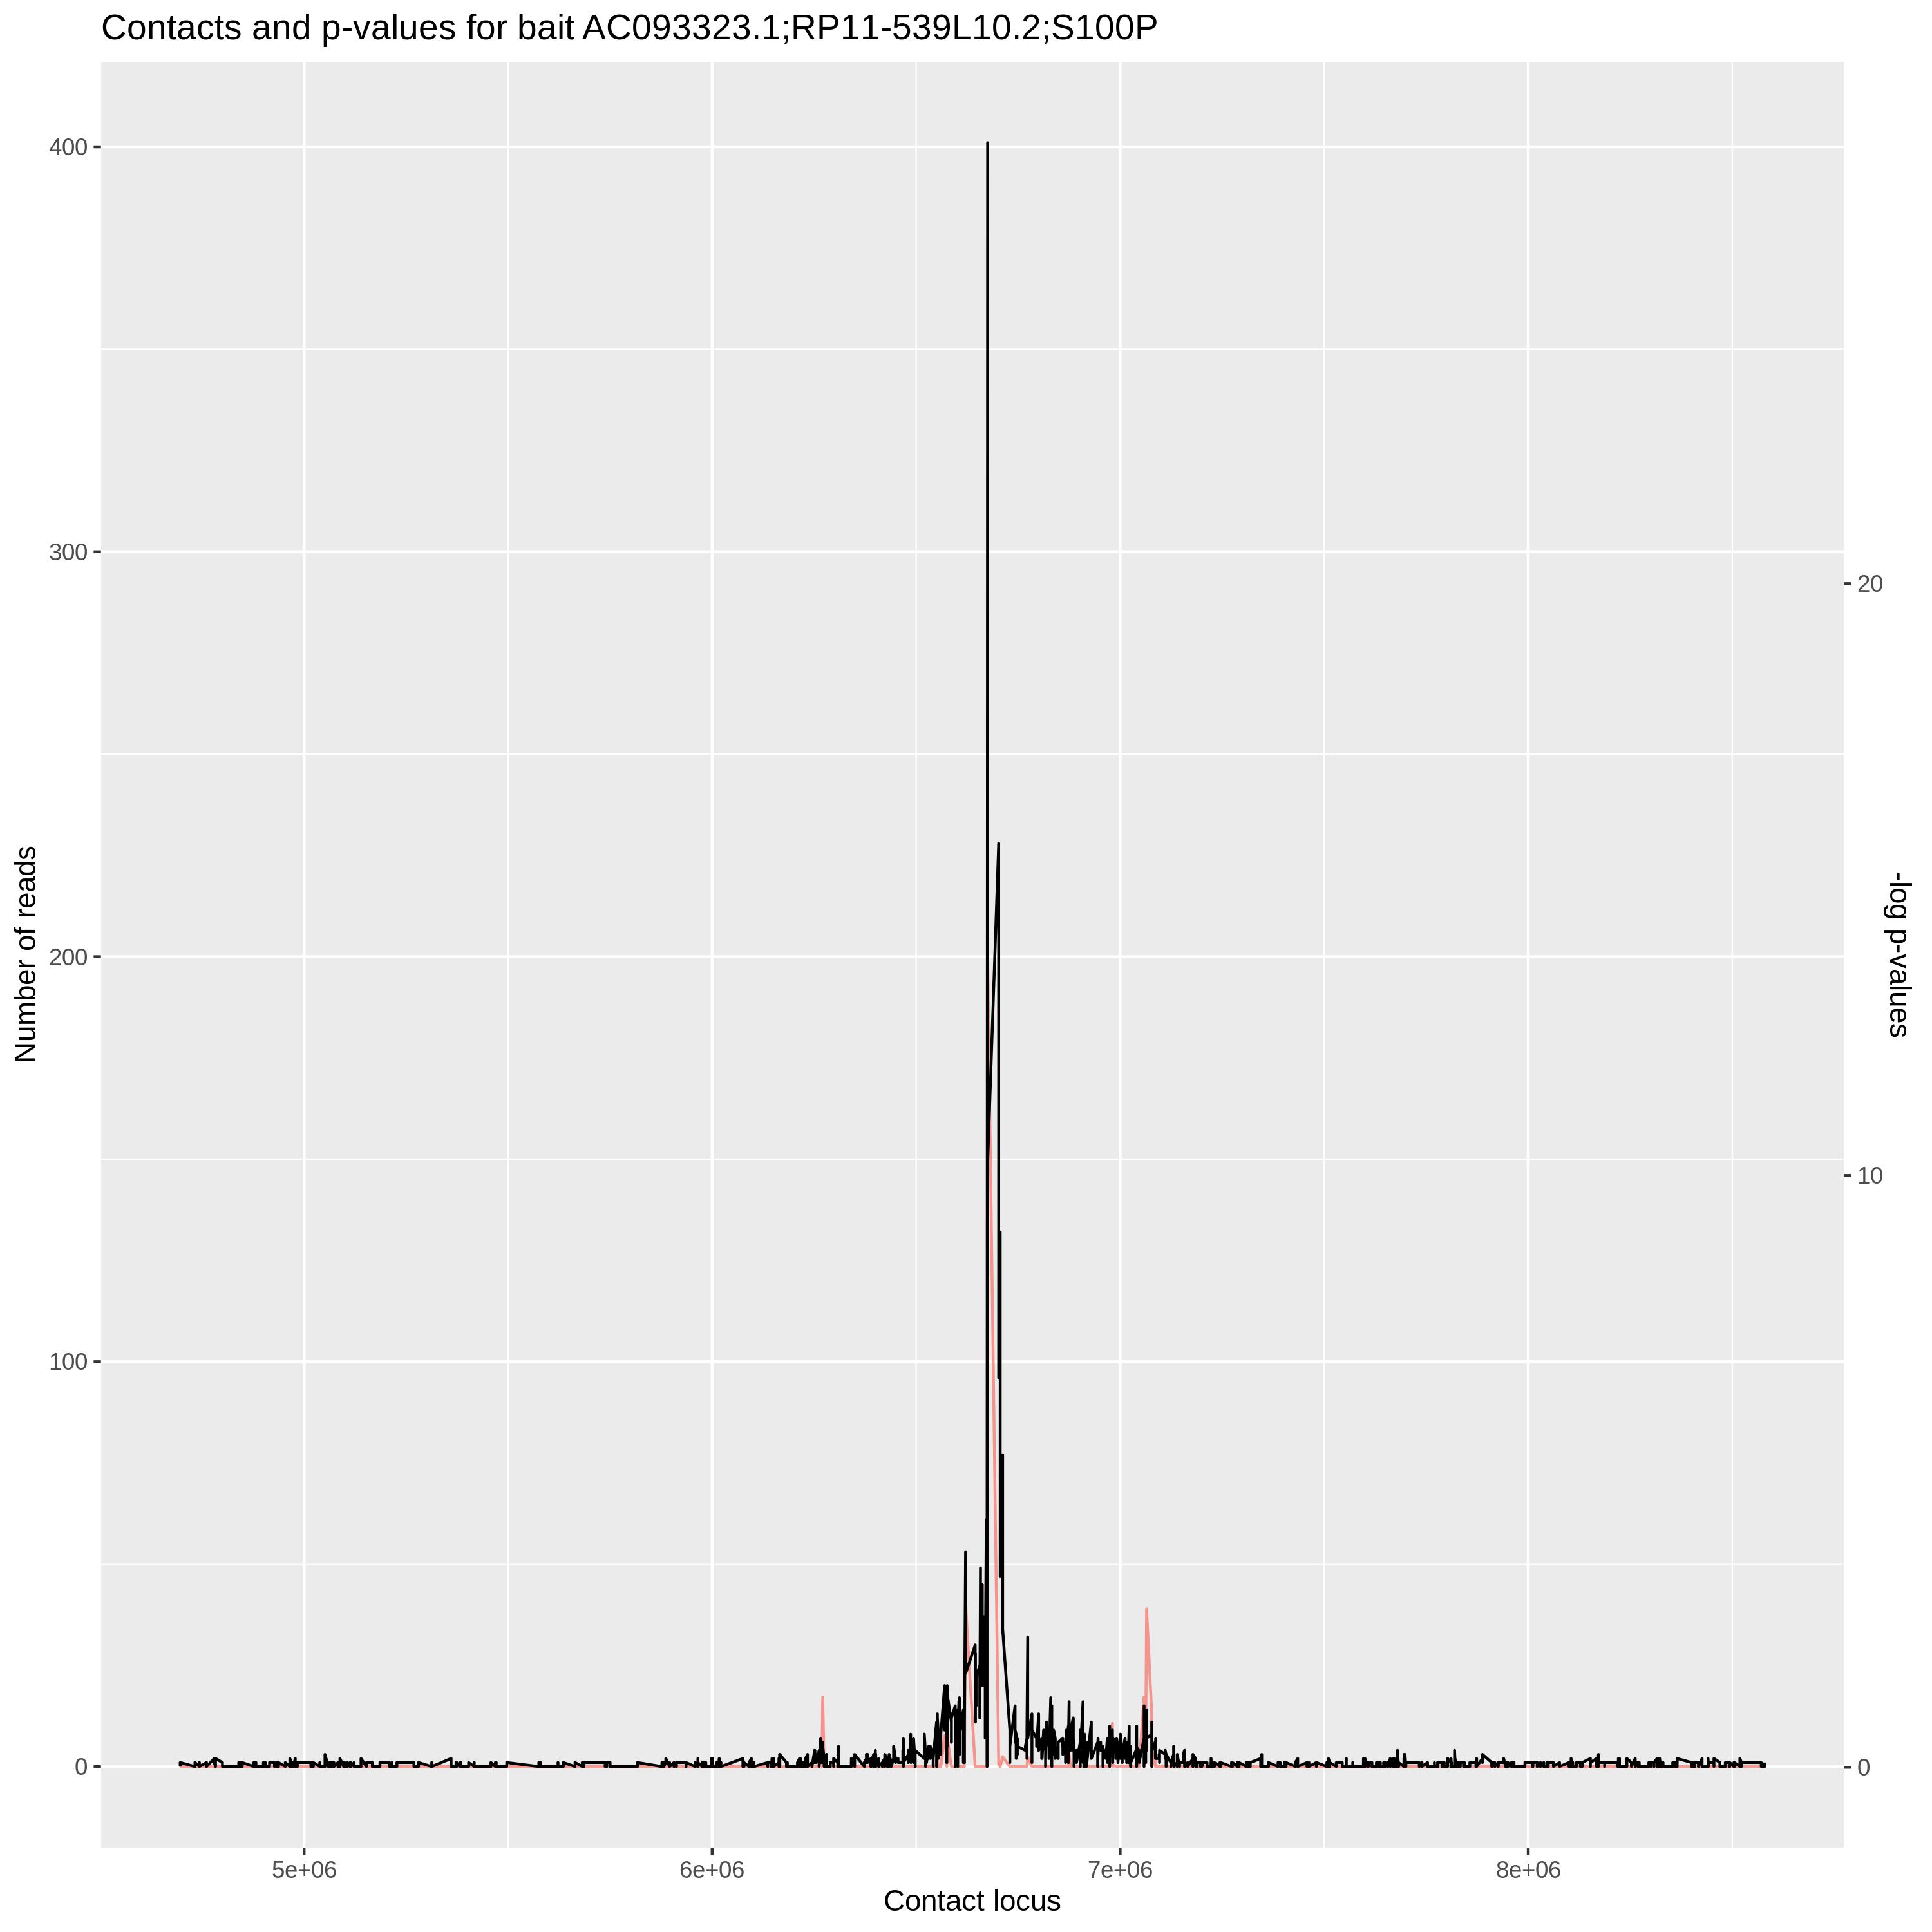 Contacts and p-values for bait AC093323.1;RP11-539L10.2;S100P
400
300
200
100
0
Number of reads
20
10
0
-log p-values
5e+06
6e+06
7e+06
8e+06
Contact locus